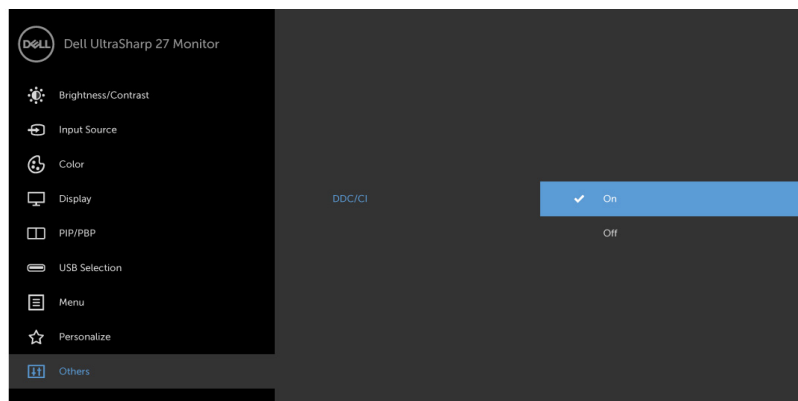 DELL Dell UltraSharp 27 Monitor
Brightness/Contrast
Input Source
Color
Display DDC/CI On
PIP/PBP Off
USB Selection
Menu
Personalize
Others